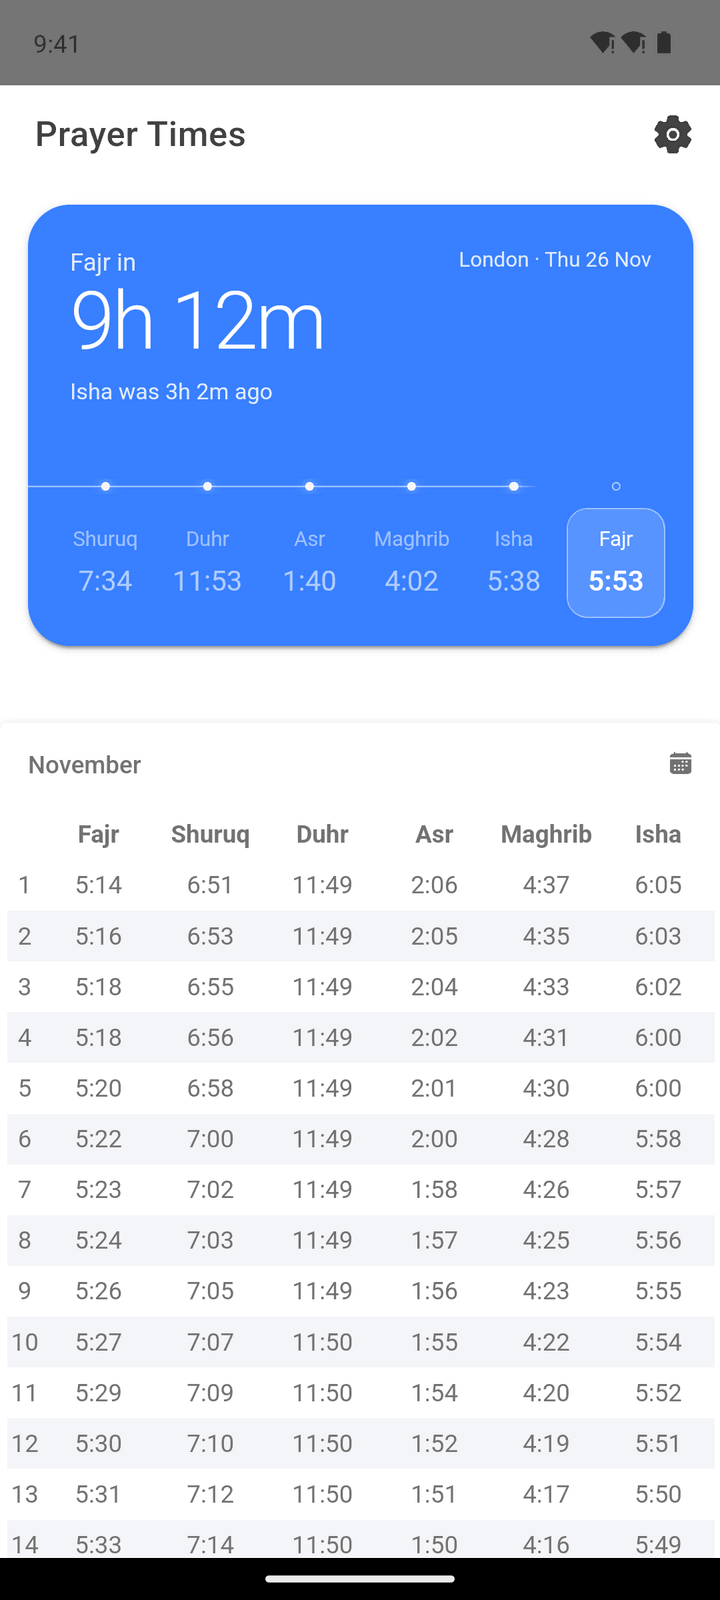 9:41
Prayer Times
Fajr in
London · Thu 26 Nov
9h 12m
Isha was 3h 2m ago
Shuruq Duhr Asr Maghrib Isha Fajr
7:34 11:53 1:40 4:02 5:38 5:53
November
Fajr Shuruq Duhr Asr Maghrib Isha
1 5:14 6:51 11:49 2:06 4:37 6:05
2 5:16 6:53 11:49 2:05 4:35 6:03
3 5:18 6:55 11:49 2:04 4:33 6:02
4 5:18 6:56 11:49 2:02 4:31 6:00
5 5:20 6:58 11:49 2:01 4:30 6:00
6 5:22 7:00 11:49 2:00 4:28 5:58
7 5:23 7:02 11:49 1:58 4:26 5:57
8 5:24 7:03 11:49 1:57 4:25 5:56
9 5:26 7:05 11:49 1:56 4:23 5:55
10 5:27 7:07 11:50 1:55 4:22 5:54
11 5:29 7:09 11:50 1:54 4:20 5:52
12 5:30 7:10 11:50 1:52 4:19 5:51
13 5:31 7:12 11:50 1:51 4:17 5:50
14 5:33 7:14 11:50 1:50 4:16 5:49